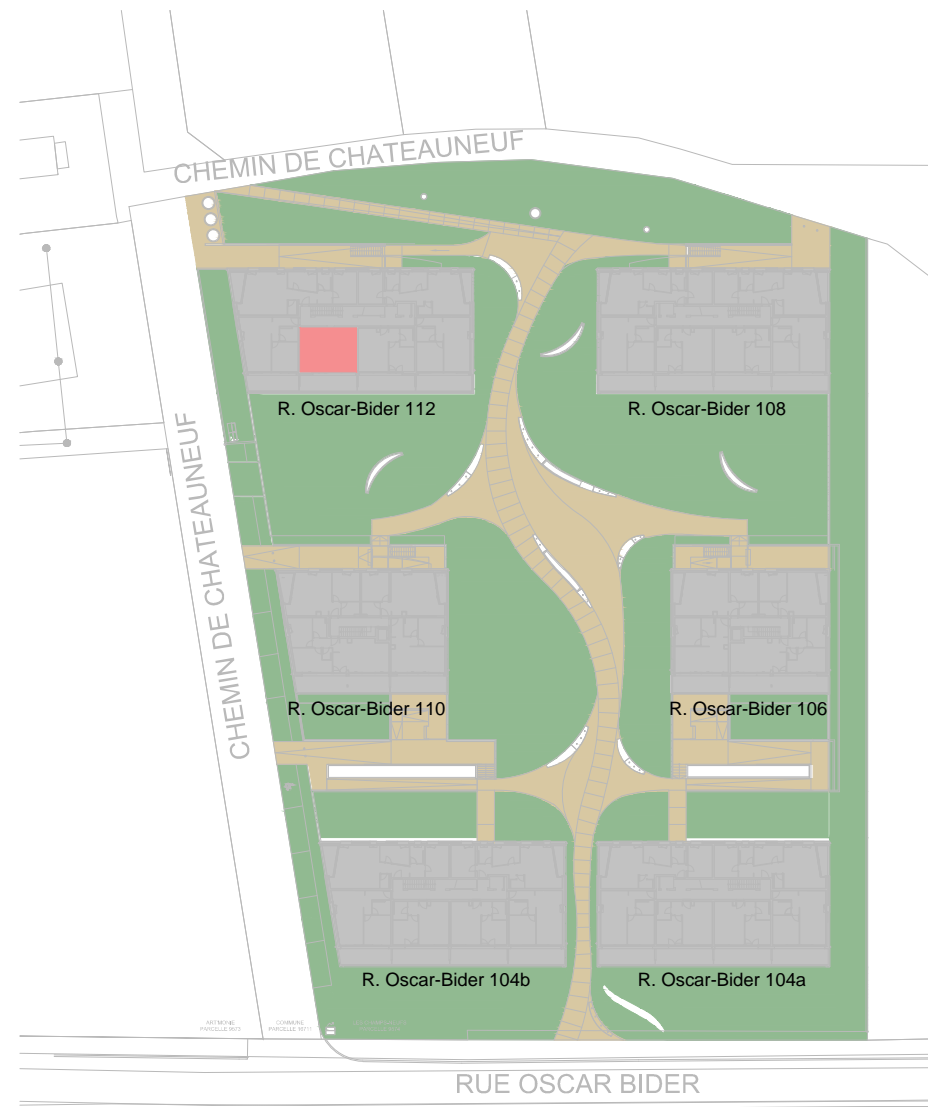 CHEMIN DE CHATEAUNEUF
R. Oscar-Bider 112
R. Oscar-Bider 108
CHEMIN DE CHATEAUNEUF
R. Oscar-Bider 110
R. Oscar-Bider 106
R. Oscar-Bider 104b
R. Oscar-Bider 104a
COMMUNE
RUE OSCAR BIDER